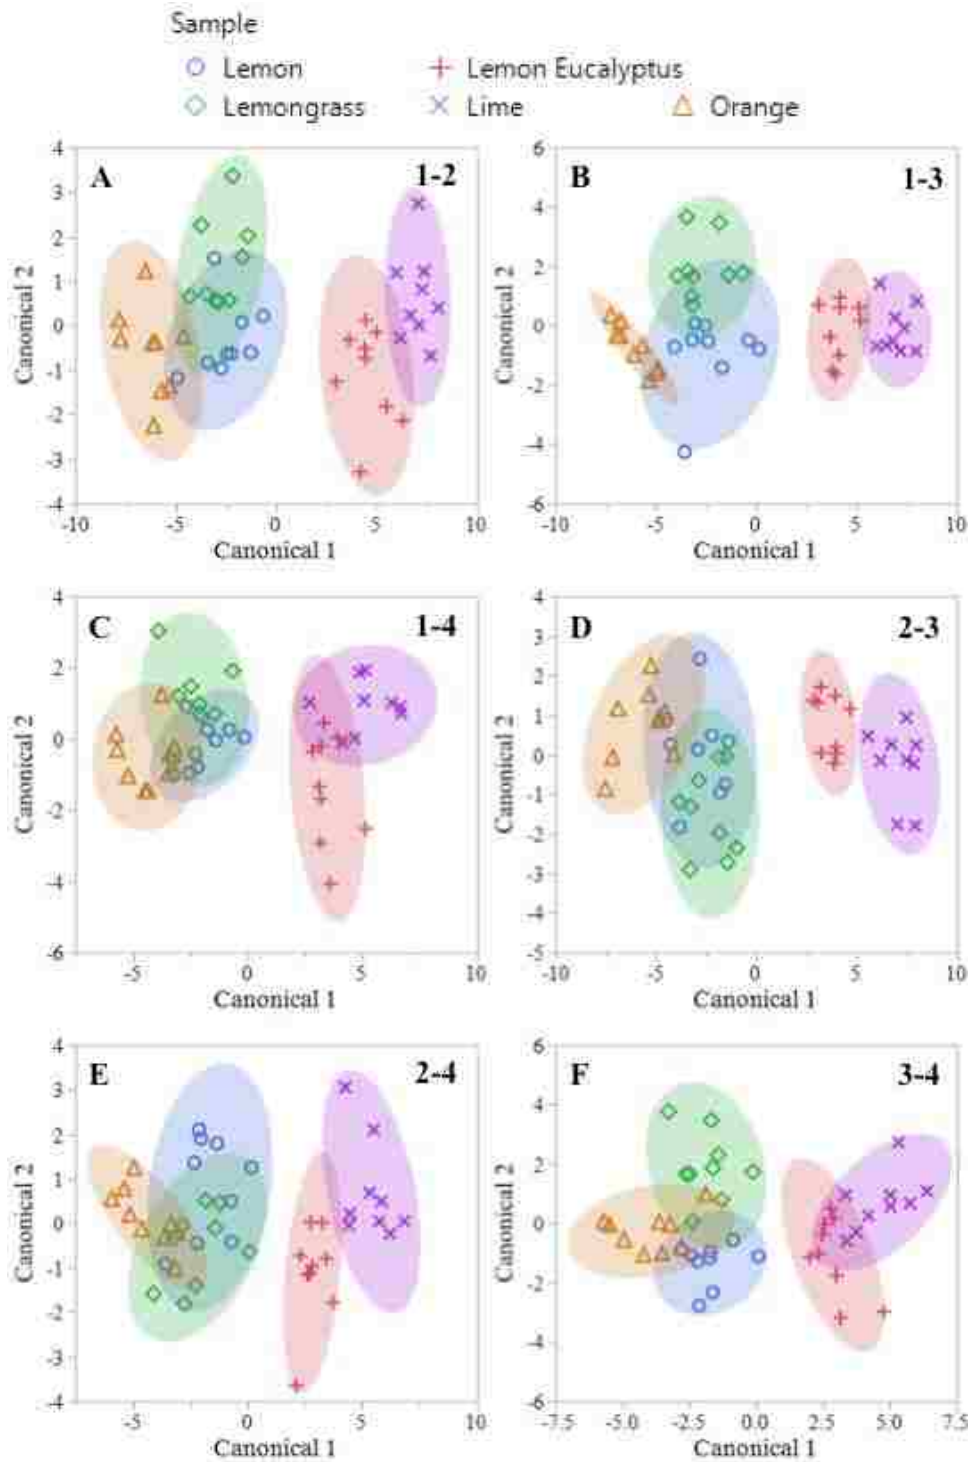 Sample
Lemon Lemon Eucalyptus
Lemongrass Lime Orange
A 1-2
4
3
2
1
0
-1
-2
-3
-4
Canonical 2
-10 -5 0 5 10
Canonical 1
B 1-3
6
4
2
0
-2
-4
-6
Canonical 2
-10 -5 0 5 10
Canonical 1
C 1-4
4
2
0
-2
-4
-6
Canonical 2
-5 0 5 10
Canonical 1
D 2-3
4
3
2
1
0
-1
-2
-3
-4
-5
Canonical 2
-10 -5 0 5 10
Canonical 1
E 2-4
4
3
2
1
0
-1
-2
-3
-4
Canonical 2
-5 0 5 10
Canonical 1
F 3-4
6
4
2
0
-2
-4
-6
Canonical 2
-7.5 -5.0 -2.5 0.0 2.5 5.0 7.5
Canonical 1